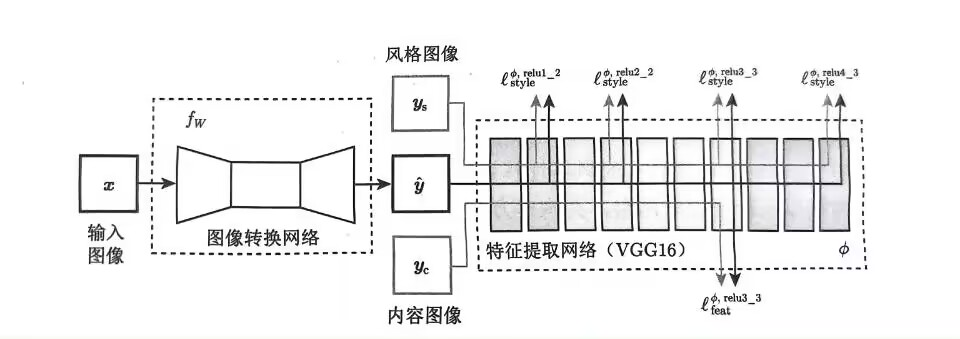 风格图像
ℓ^{ϕ, relu1_2}_{style}
ℓ^{ϕ, relu2_2}_{style}
ℓ^{ϕ, relu3_3}_{style}
ℓ^{ϕ, relu4_3}_{style}
y_s
f_W
x
ŷ
输入
图像
图像转换网络
y_c
特征提取网络（VGG16）
ϕ
内容图像
ℓ^{ϕ, relu3_3}_{feat}